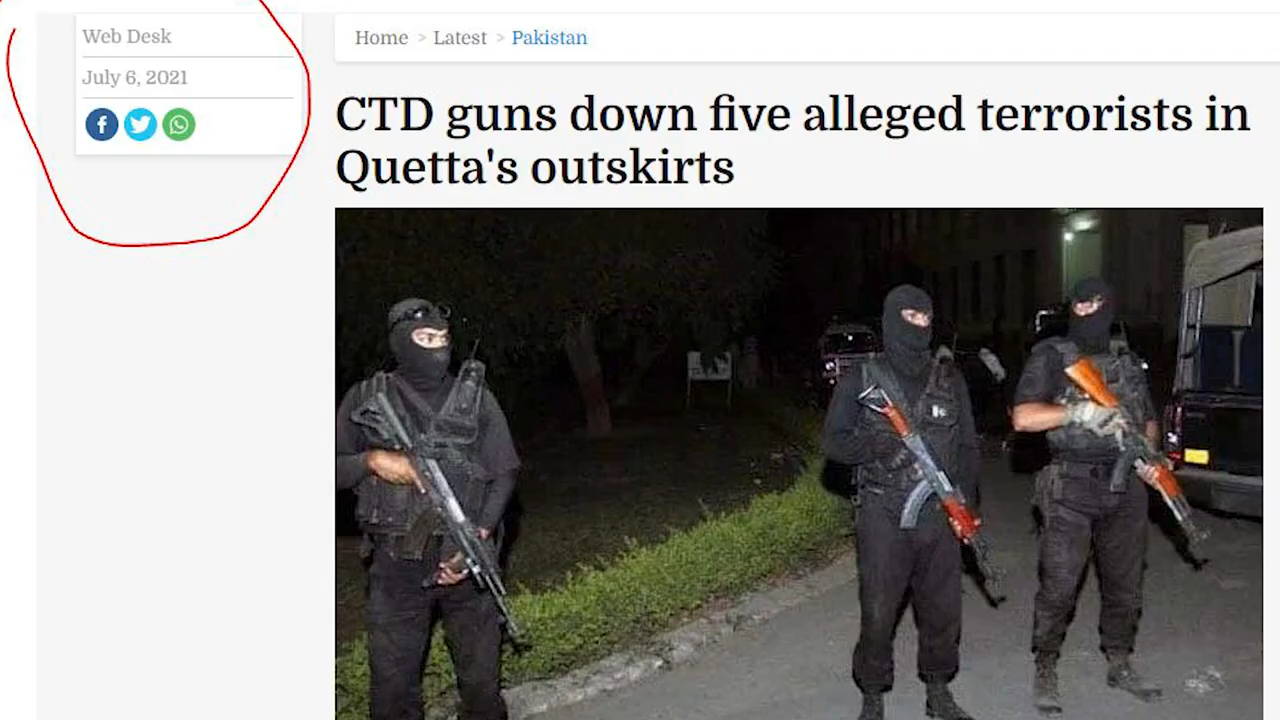 Web Desk
July 6, 2021
Home > Latest > Pakistan
CTD guns down five alleged terrorists in
Quetta's outskirts